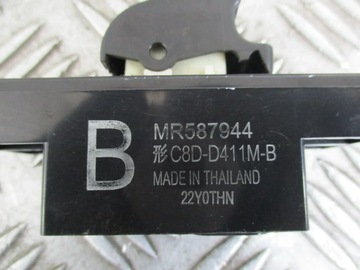 B
MR587944
形 C8D-D411M-B
MADE IN THAILAND
22Y0THN